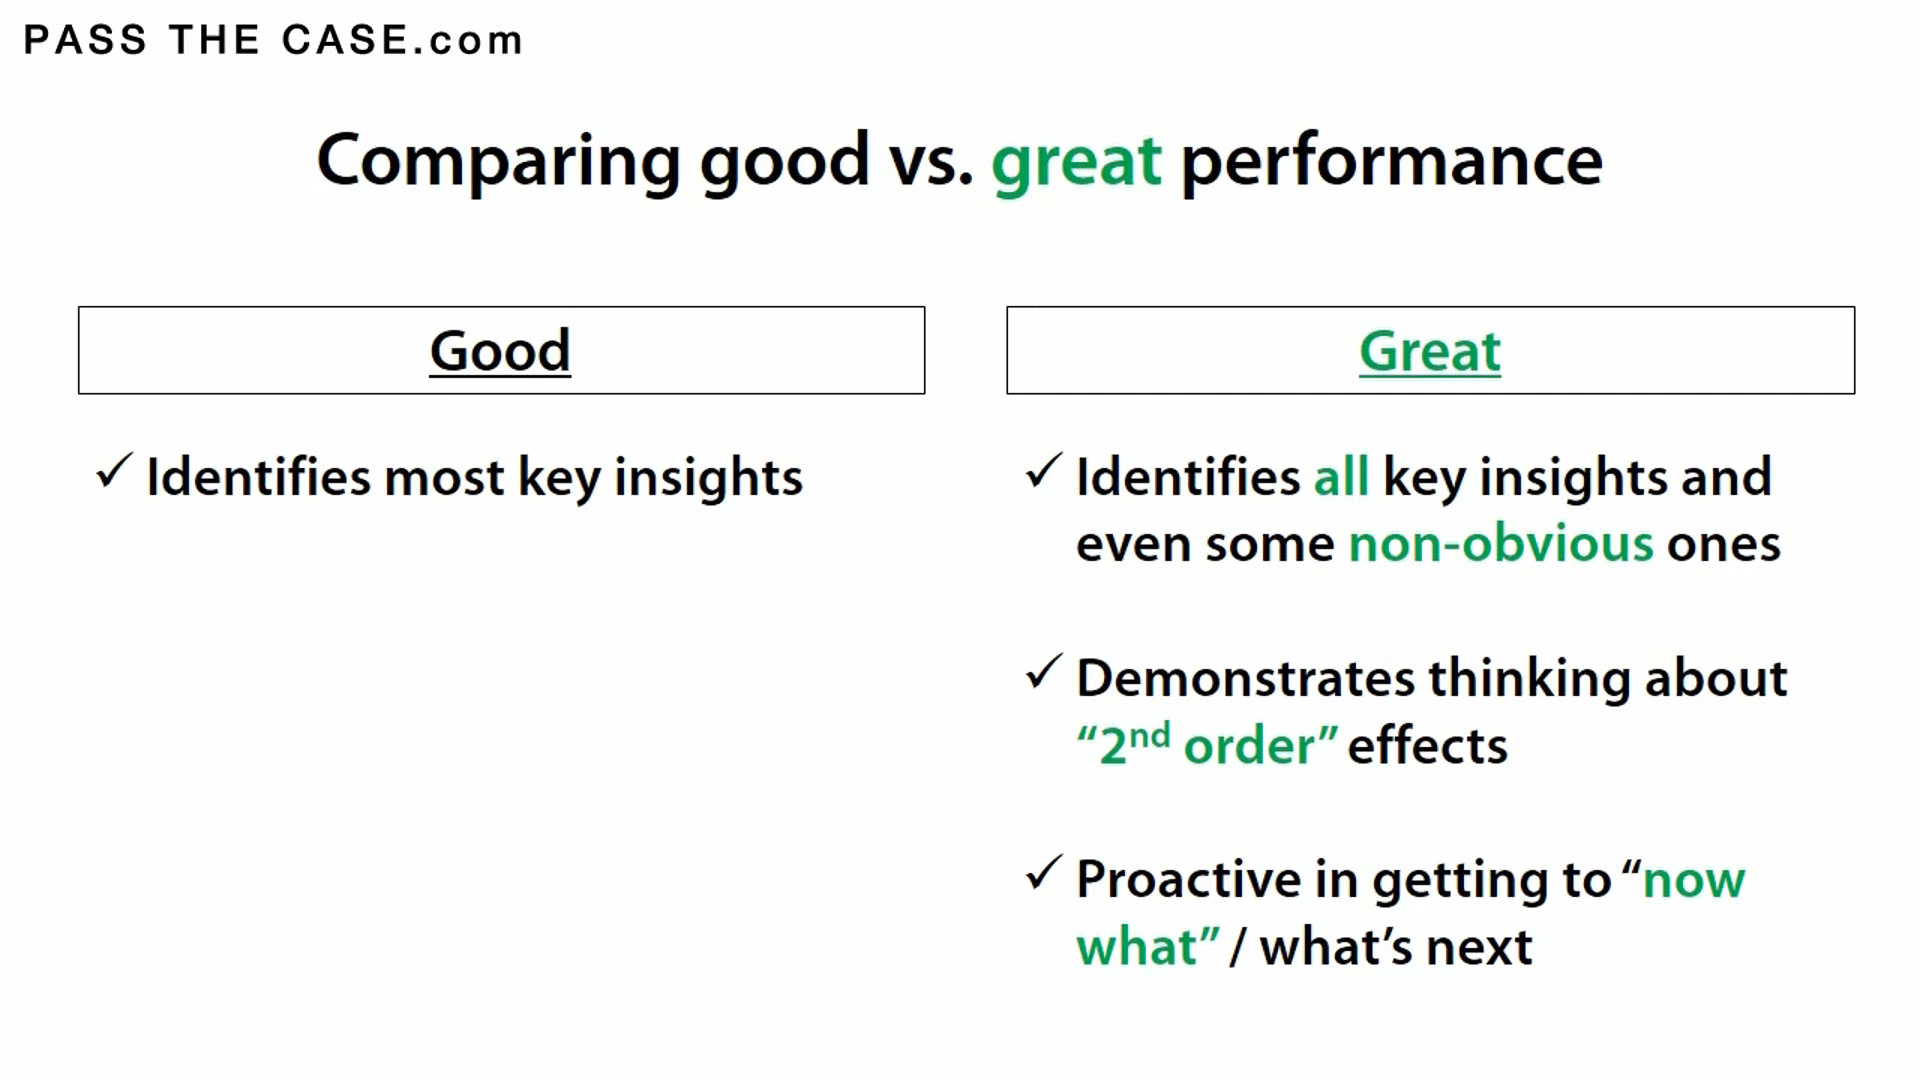 PASS THE CASE.com
Comparing good vs. great performance
Good
✓ Identifies most key insights
Great
✓ Identifies all key insights and
even some non-obvious ones
✓ Demonstrates thinking about
“2nd order” effects
✓ Proactive in getting to “now
what” / what’s next